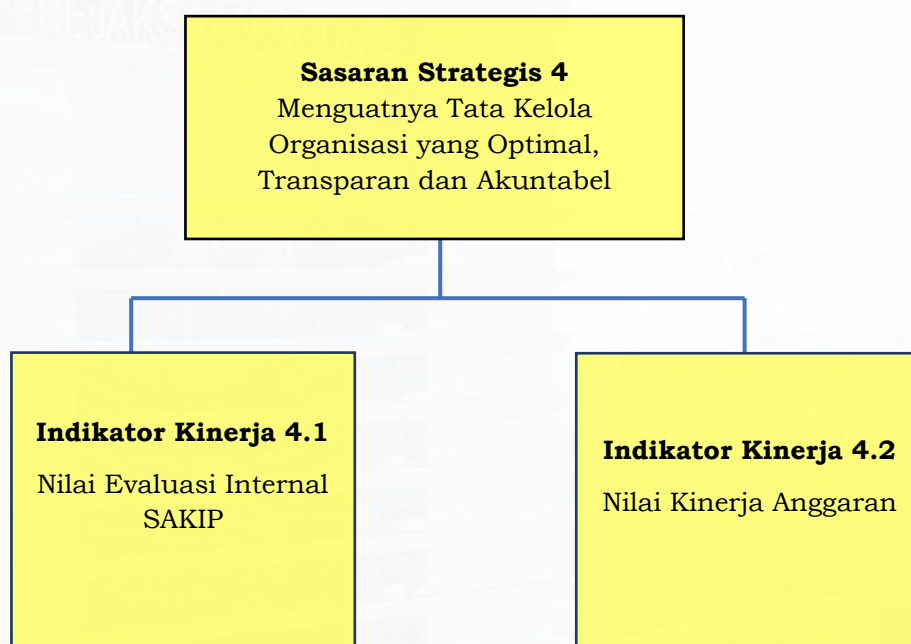 Sasaran Strategis 4
Menguatnya Tata Kelola
Organisasi yang Optimal,
Transparan dan Akuntabel
Indikator Kinerja 4.1
Nilai Evaluasi Internal
SAKIP
Indikator Kinerja 4.2
Nilai Kinerja Anggaran